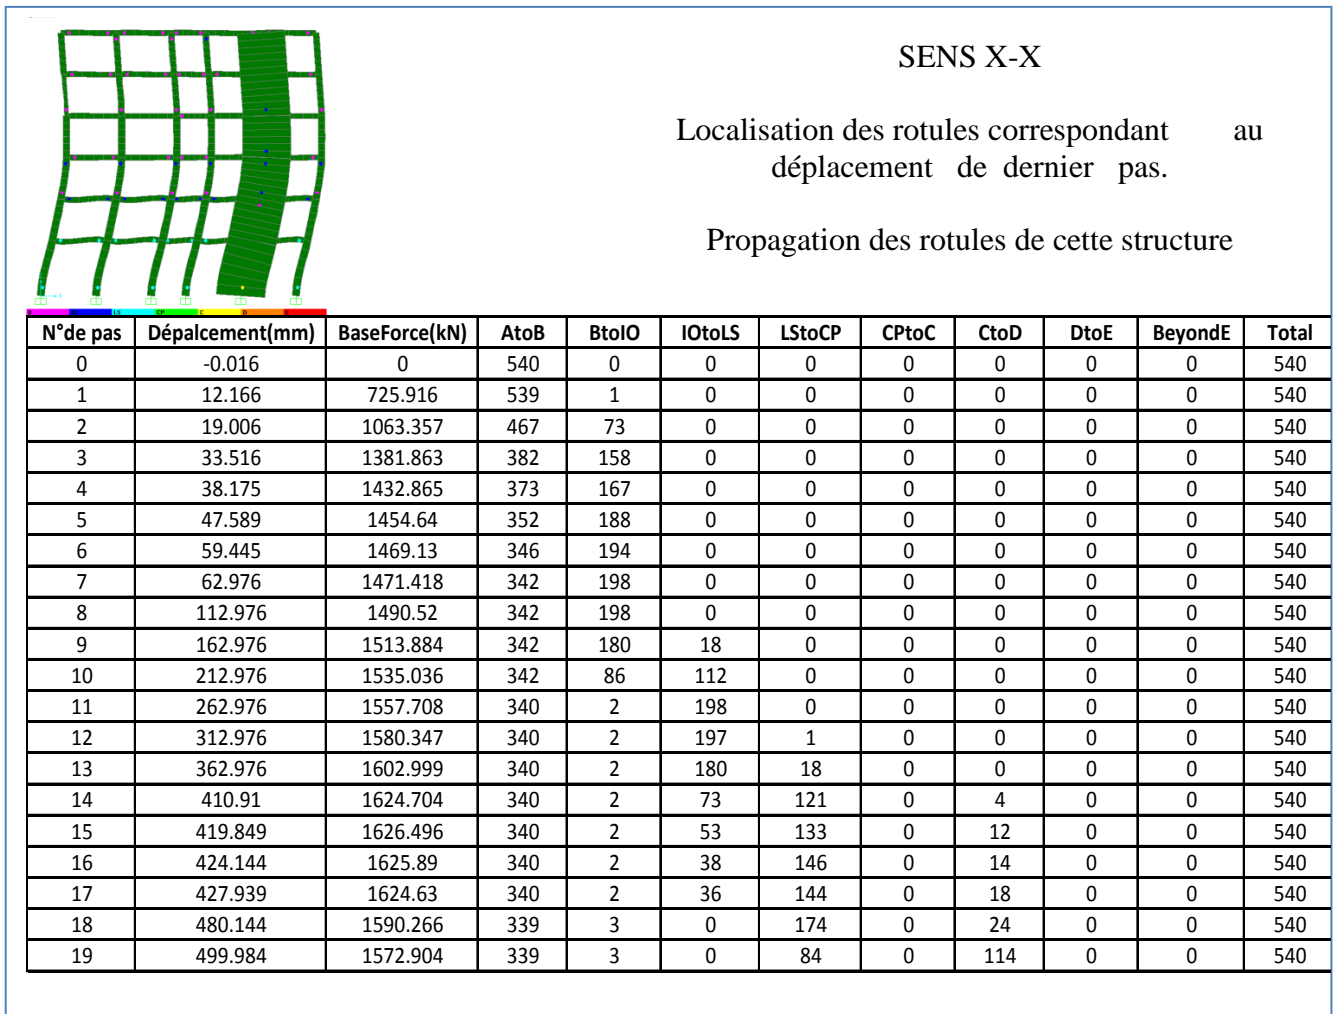 SENS X-X
Localisation des rotules correspondant au
déplacement de dernier pas.
Propagation des rotules de cette structure
B IO LS CP C D E
N°de pas Dépalcement(mm) BaseForce(kN) AtoB BtoIO IOtoLS LStoCP CPtoC CtoD DtoE BeyondE Total
0 -0.016 0 540 0 0 0 0 0 0 0 540
1 12.166 725.916 539 1 0 0 0 0 0 0 540
2 19.006 1063.357 467 73 0 0 0 0 0 0 540
3 33.516 1381.863 382 158 0 0 0 0 0 0 540
4 38.175 1432.865 373 167 0 0 0 0 0 0 540
5 47.589 1454.64 352 188 0 0 0 0 0 0 540
6 59.445 1469.13 346 194 0 0 0 0 0 0 540
7 62.976 1471.418 342 198 0 0 0 0 0 0 540
8 112.976 1490.52 342 198 0 0 0 0 0 0 540
9 162.976 1513.884 342 180 18 0 0 0 0 0 540
10 212.976 1535.036 342 86 112 0 0 0 0 0 540
11 262.976 1557.708 340 2 198 0 0 0 0 0 540
12 312.976 1580.347 340 2 197 1 0 0 0 0 540
13 362.976 1602.999 340 2 180 18 0 0 0 0 540
14 410.91 1624.704 340 2 73 121 0 4 0 0 540
15 419.849 1626.496 340 2 53 133 0 12 0 0 540
16 424.144 1625.89 340 2 38 146 0 14 0 0 540
17 427.939 1624.63 340 2 36 144 0 18 0 0 540
18 480.144 1590.266 339 3 0 174 0 24 0 0 540
19 499.984 1572.904 339 3 0 84 0 114 0 0 540